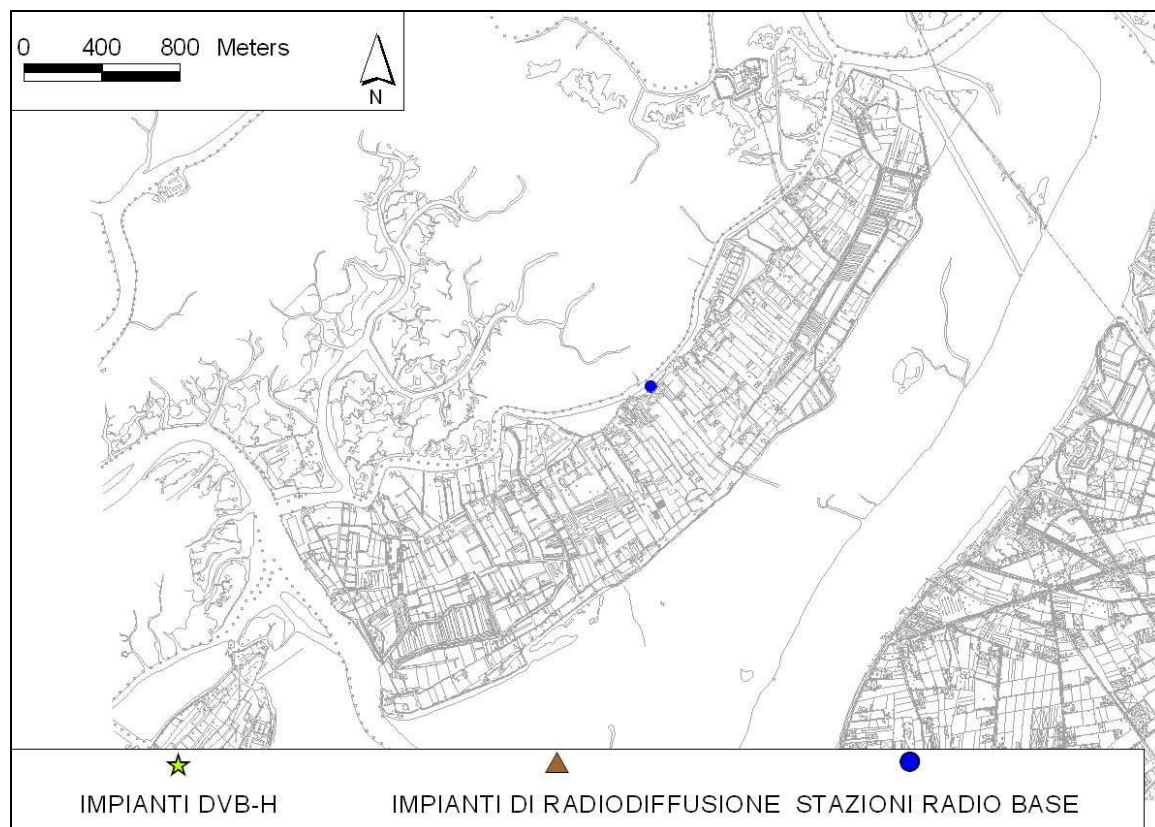 0 400 800 Meters
N
IMPIANTI DVB-H IMPIANTI DI RADIODIFFUSIONE STAZIONI RADIO BASE